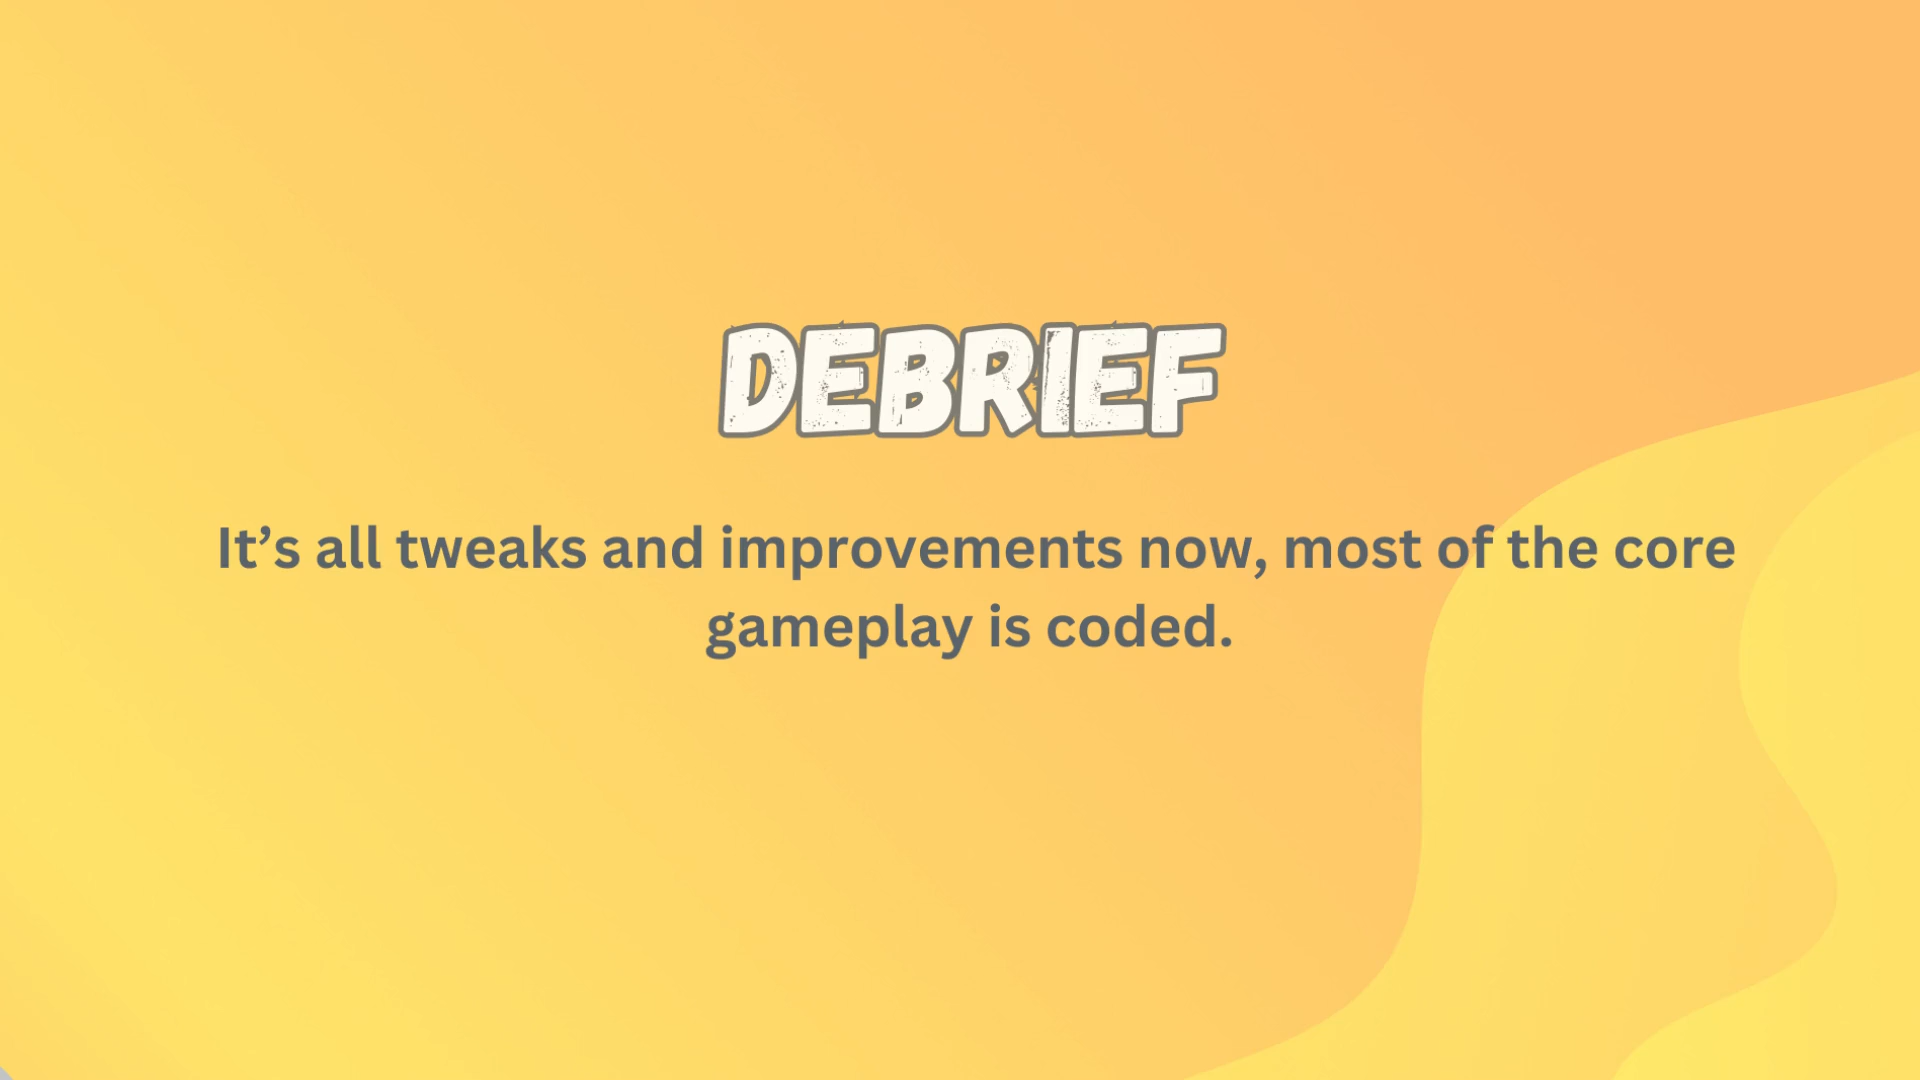 DEBRIEF
It’s all tweaks and improvements now, most of the core
gameplay is coded.